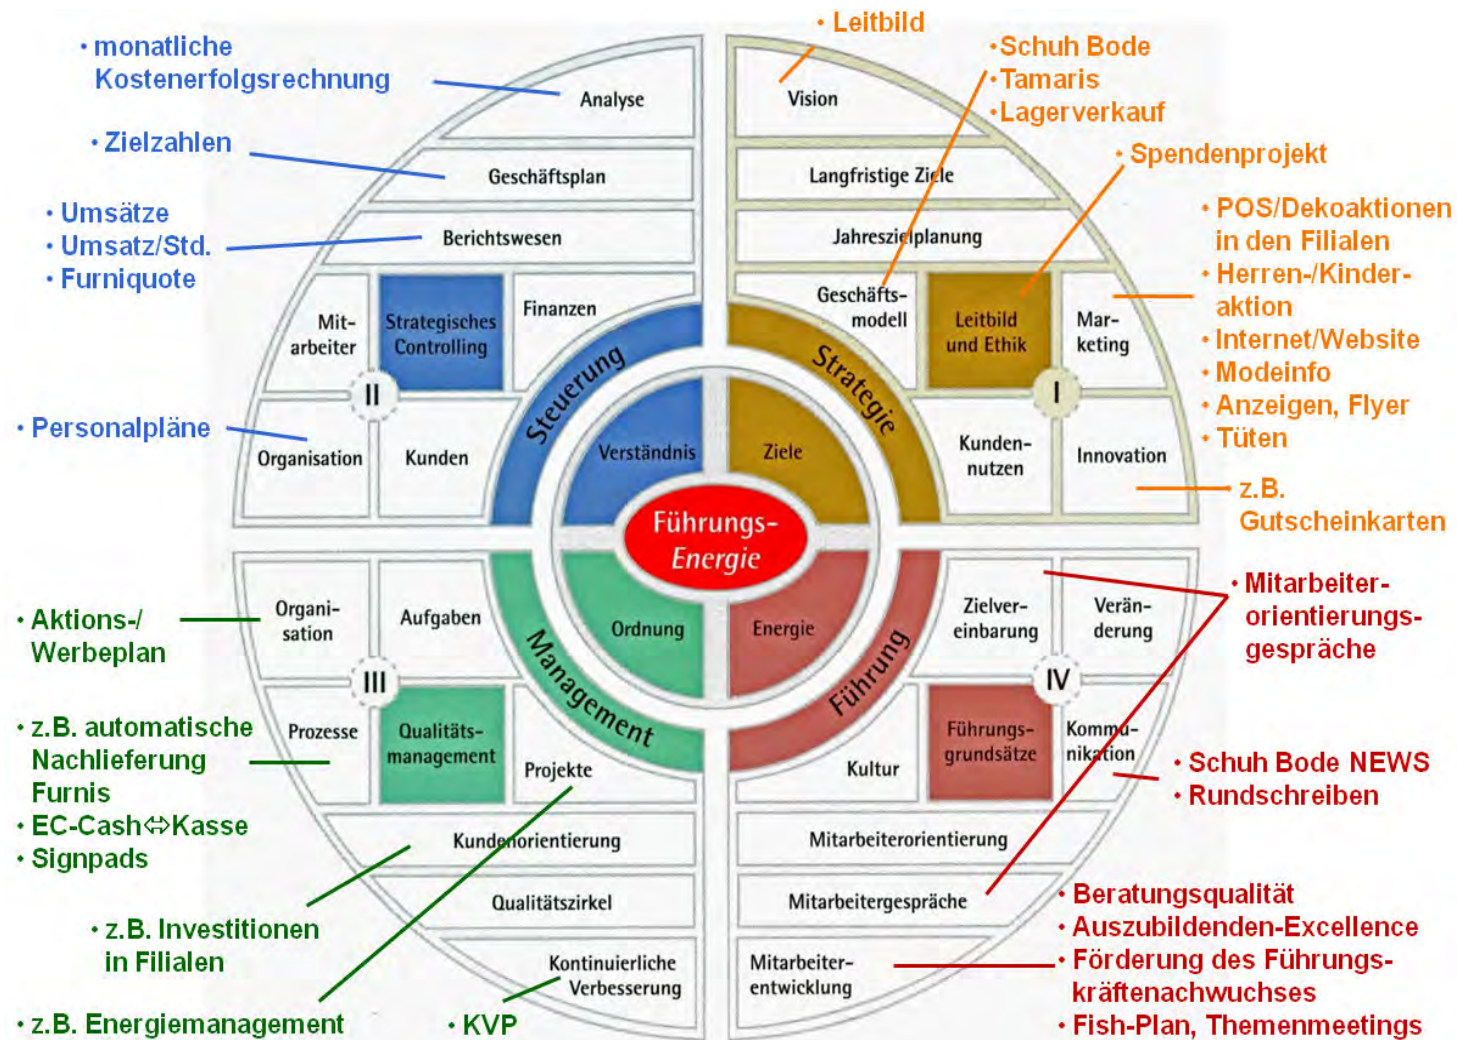 • monatliche
Kostenerfolgsrechnung
• Zielzahlen
• Umsätze
• Umsatz/Std.
• Furniquote
• Personalpläne
Analyse
Geschäftsplan
Berichtswesen
Mit-
arbeiter
Strategisches
Controlling
Finanzen
II
Organisation
Kunden
Steuerung
Verständnis
• Leitbild
• Schuh Bode
• Tamaris
• Lagerverkauf
• Spendenprojekt
• POS/Dekoaktionen
in den Filialen
• Herren-/Kinder-
aktion
• Internet/Website
• Modeinfo
• Anzeigen, Flyer
• Tüten
• z.B.
Gutscheinkarten
Vision
Langfristige Ziele
Jahreszielplanung
Geschäfts-
modell
Leitbild
und Ethik
Mar-
keting
I
Kunden-
nutzen
Innovation
Strategie
Ziele
Führungs-
Energie
• Aktions-/
Werbeplan
• z.B. automatische
Nachlieferung
Furnis
• EC-Cash⇔Kasse
• Signpads
• z.B. Investitionen
in Filialen
• z.B. Energiemanagement
• KVP
Organi-
sation
Aufgaben
Ordnung
Management
III
Prozesse
Qualitäts-
management
Projekte
Kundenorientierung
Qualitätszirkel
Kontinuierliche
Verbesserung
Energie
Führung
Zielver-
einbarung
Verän-
derung
IV
Kultur
Führungs-
grundsätze
Kommu-
nikation
Mitarbeiterorientierung
Mitarbeitergespräche
Mitarbeiter-
entwicklung
• Mitarbeiter-
orientierungs-
gespräche
• Schuh Bode NEWS
• Rundschreiben
• Beratungsqualität
• Auszubildenden-Excellence
• Förderung des Führungs-
kräftenachwuchses
• Fish-Plan, Themenmeetings